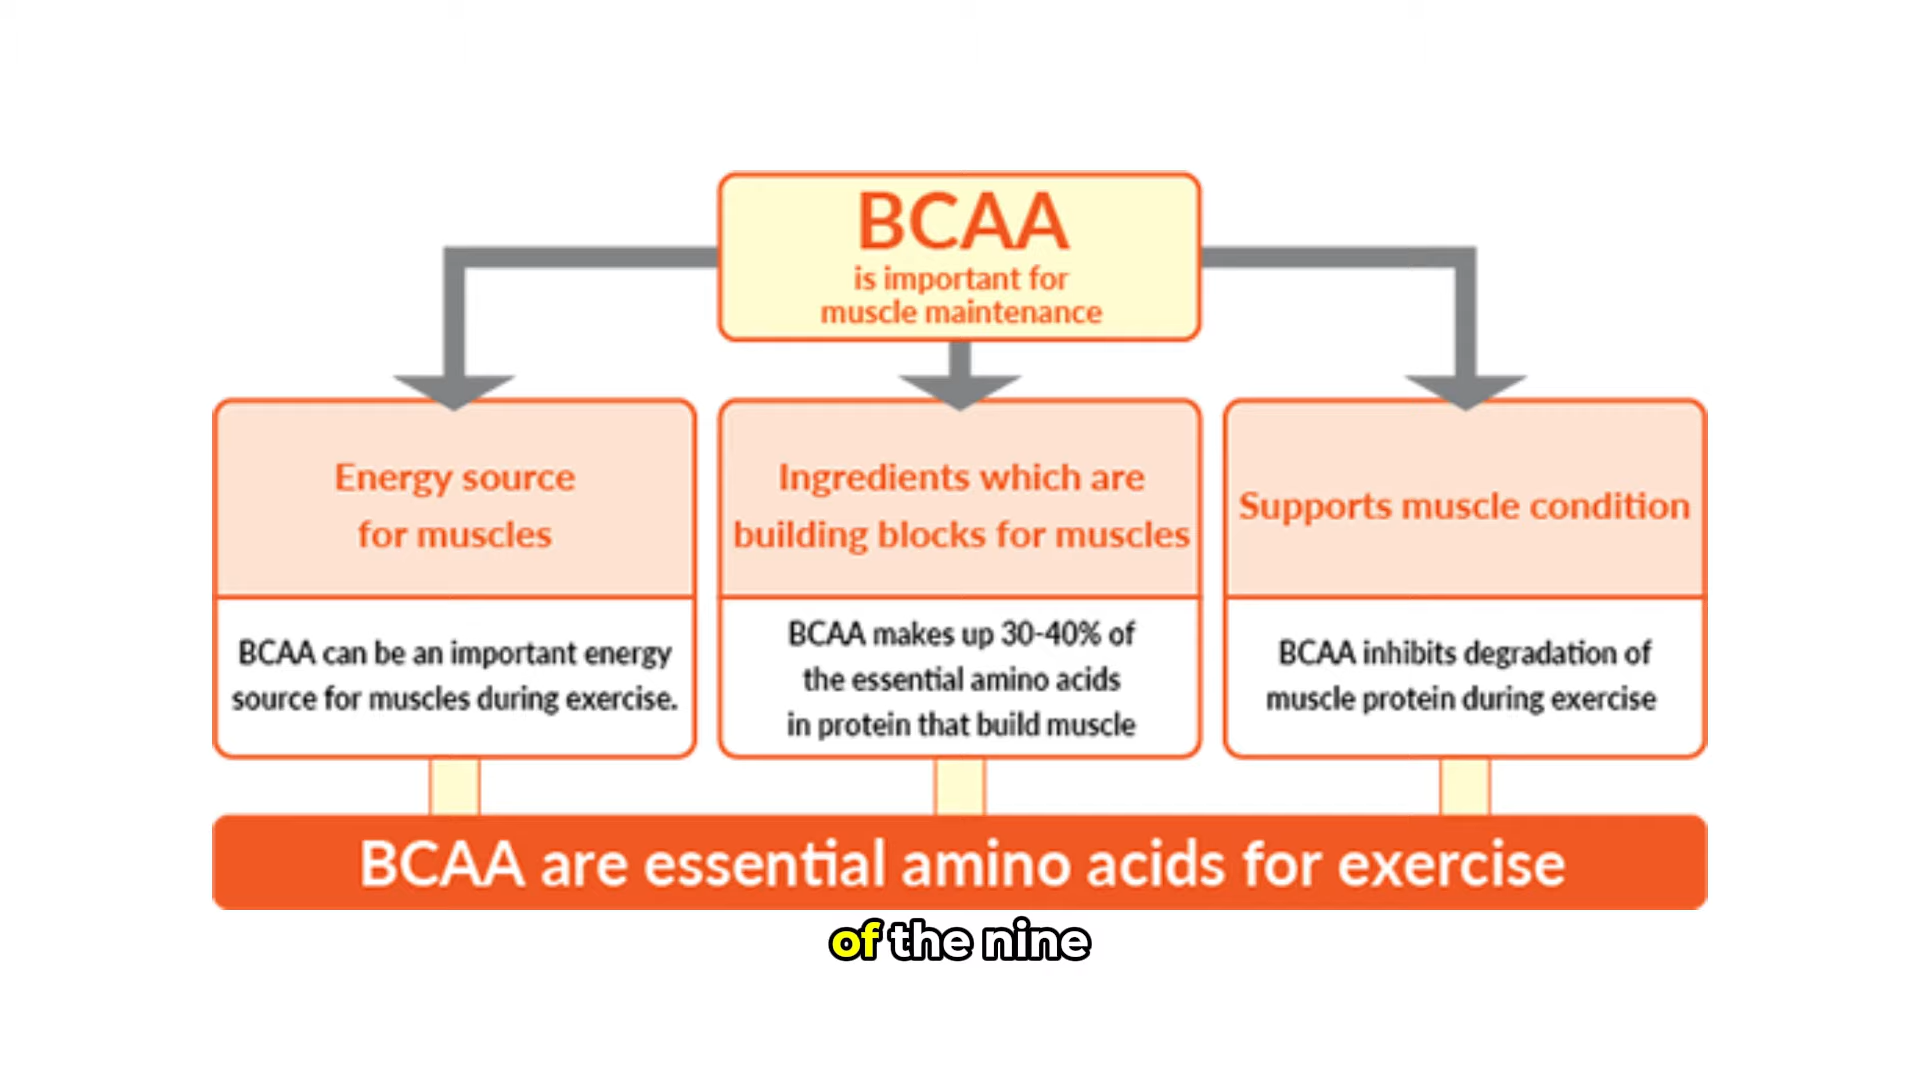 BCAA
is important for
muscle maintenance
Energy source
for muscles
BCAA can be an important energy
source for muscles during exercise.
Ingredients which are
building blocks for muscles
BCAA makes up 30-40% of
the essential amino acids
in protein that build muscle
Supports muscle condition
BCAA inhibits degradation of
muscle protein during exercise
BCAA are essential amino acids for exercise
of the nine